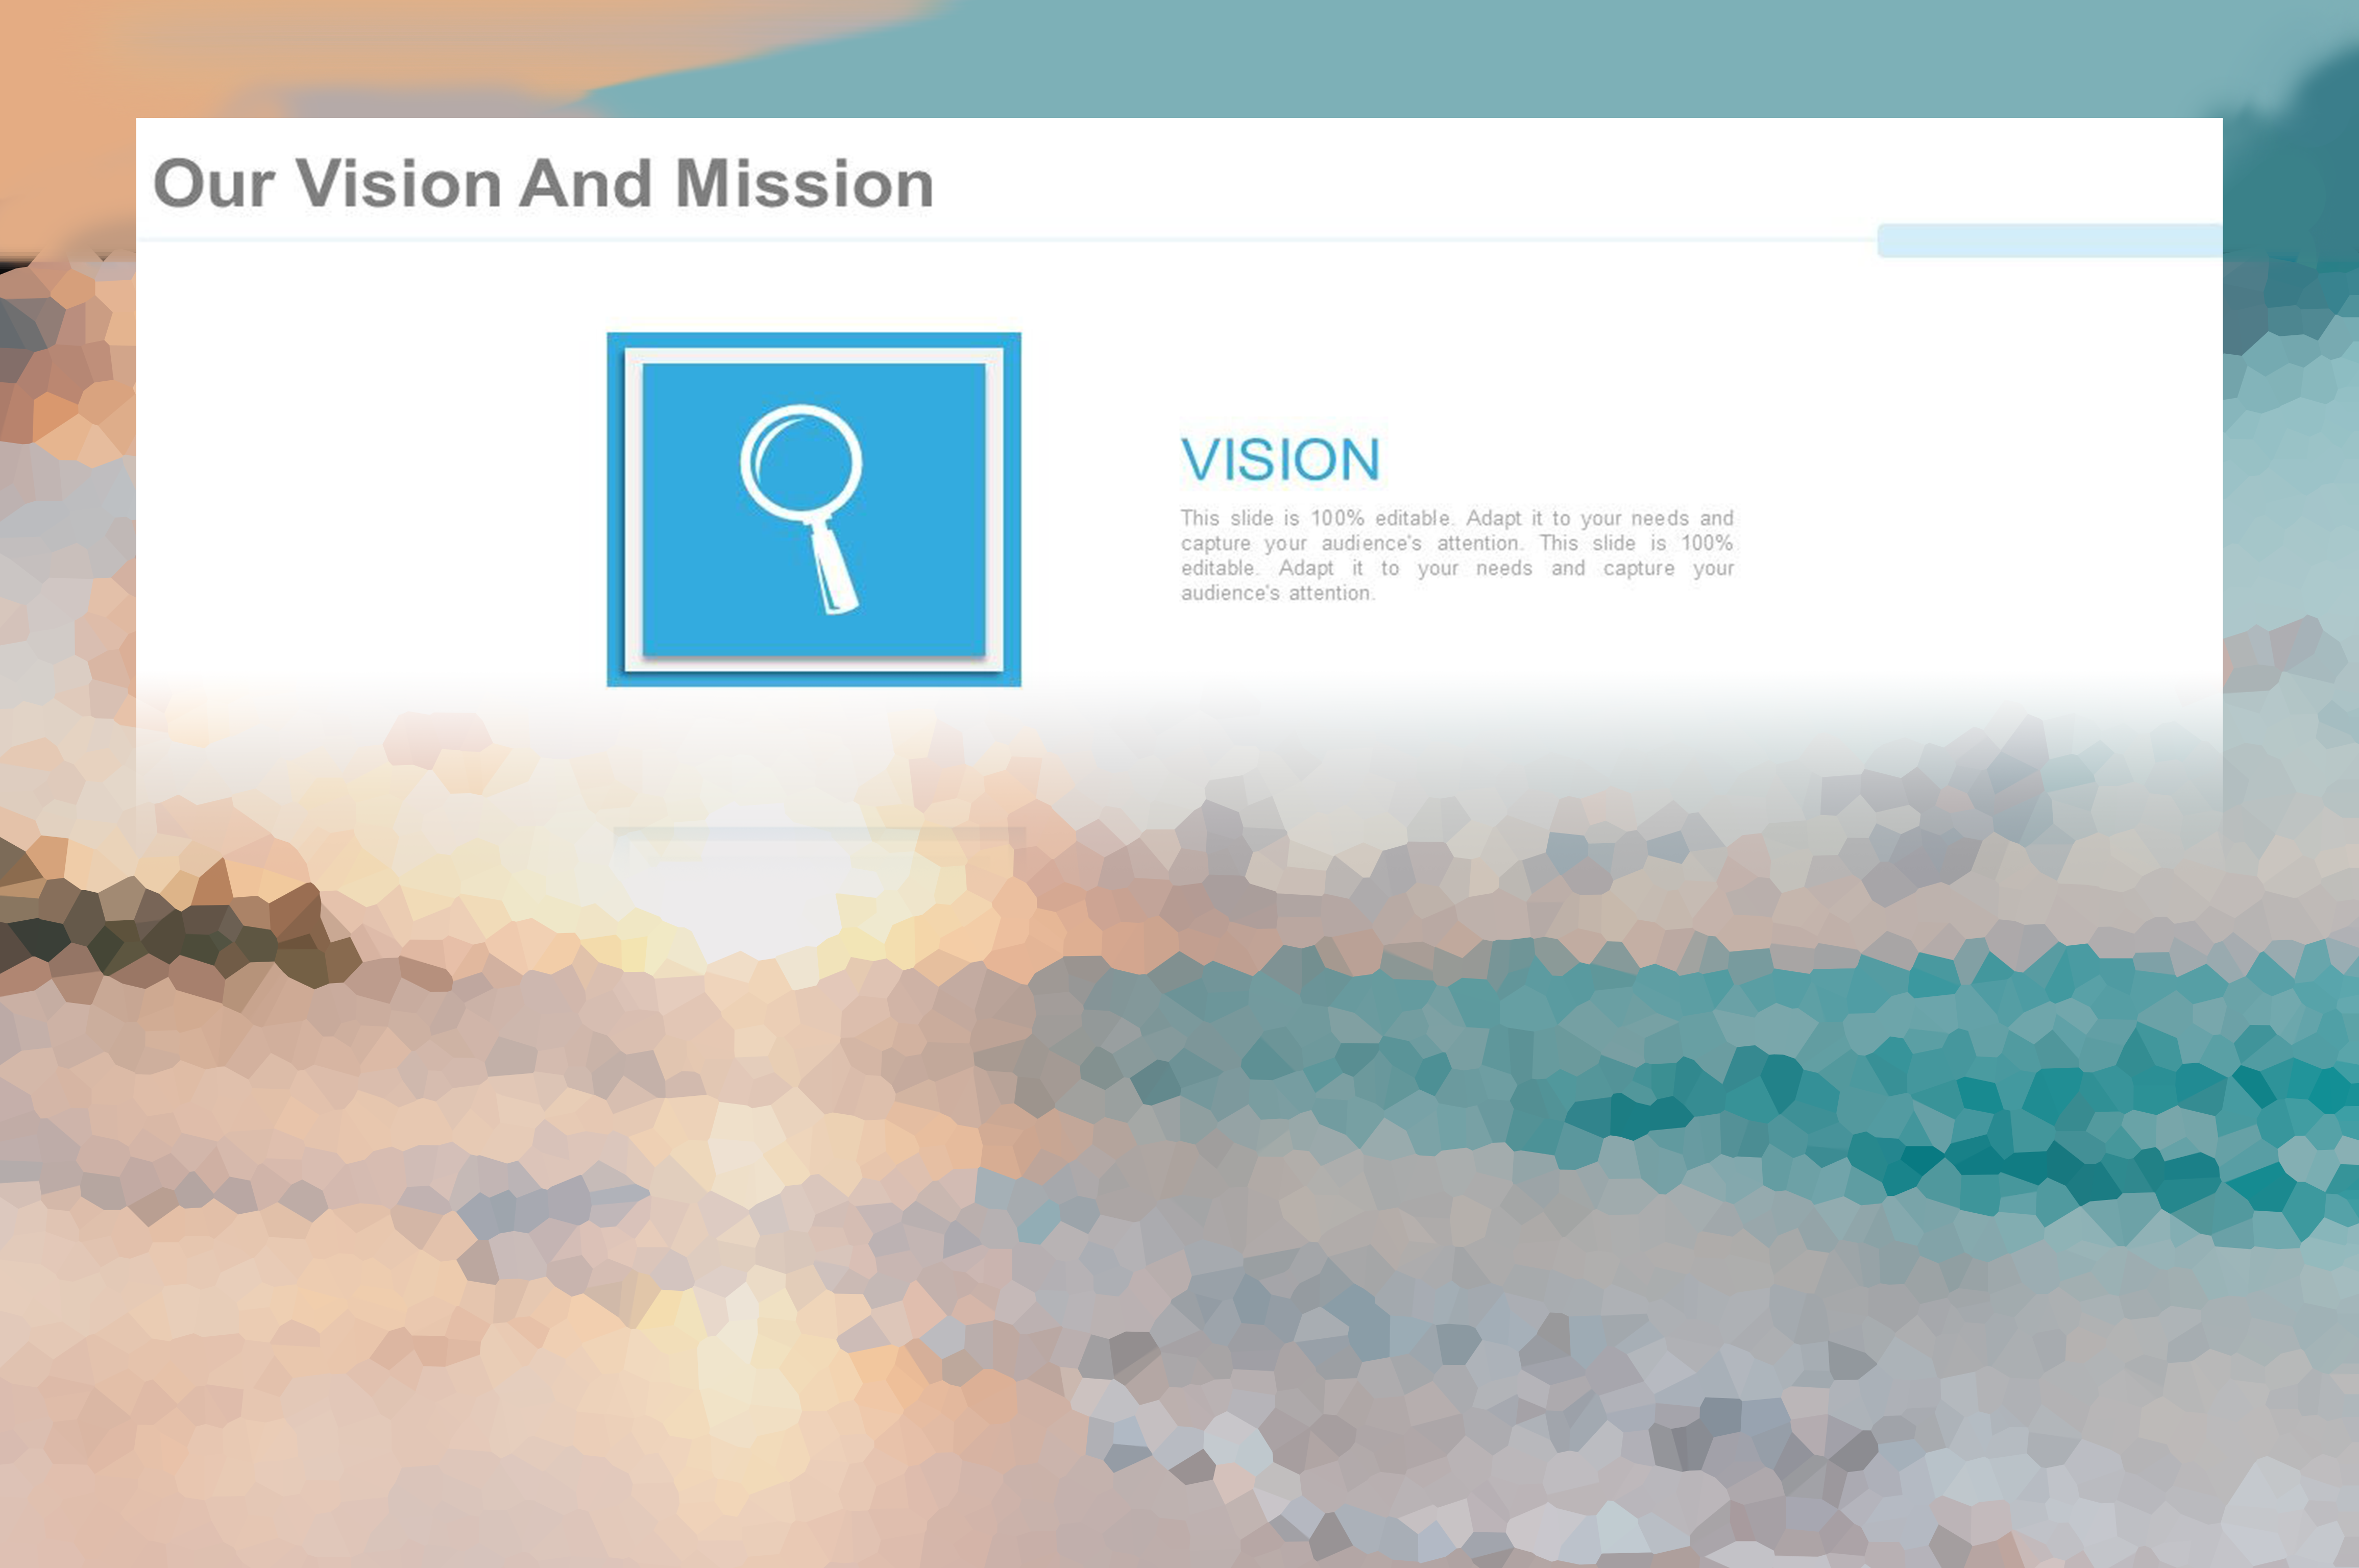 Our Vision And Mission
VISION
This slide is 100% editable. Adapt it to your needs and
capture your audience's attention. This slide is 100%
editable. Adapt it to your needs and capture your
audience's attention.